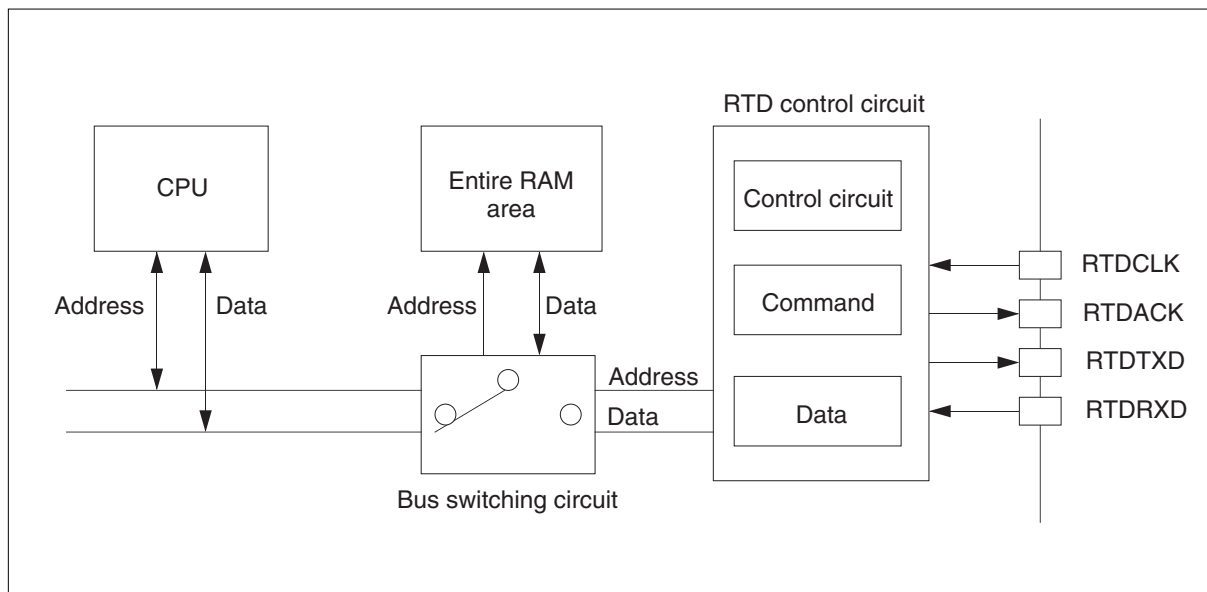 RTD control circuit
CPU
Entire RAM
area
Control circuit
Address
Data
Address
Data
Command
RTDCLK
RTDACK
RTDTXD
RTDRXD
Address
Data
Data
Bus switching circuit